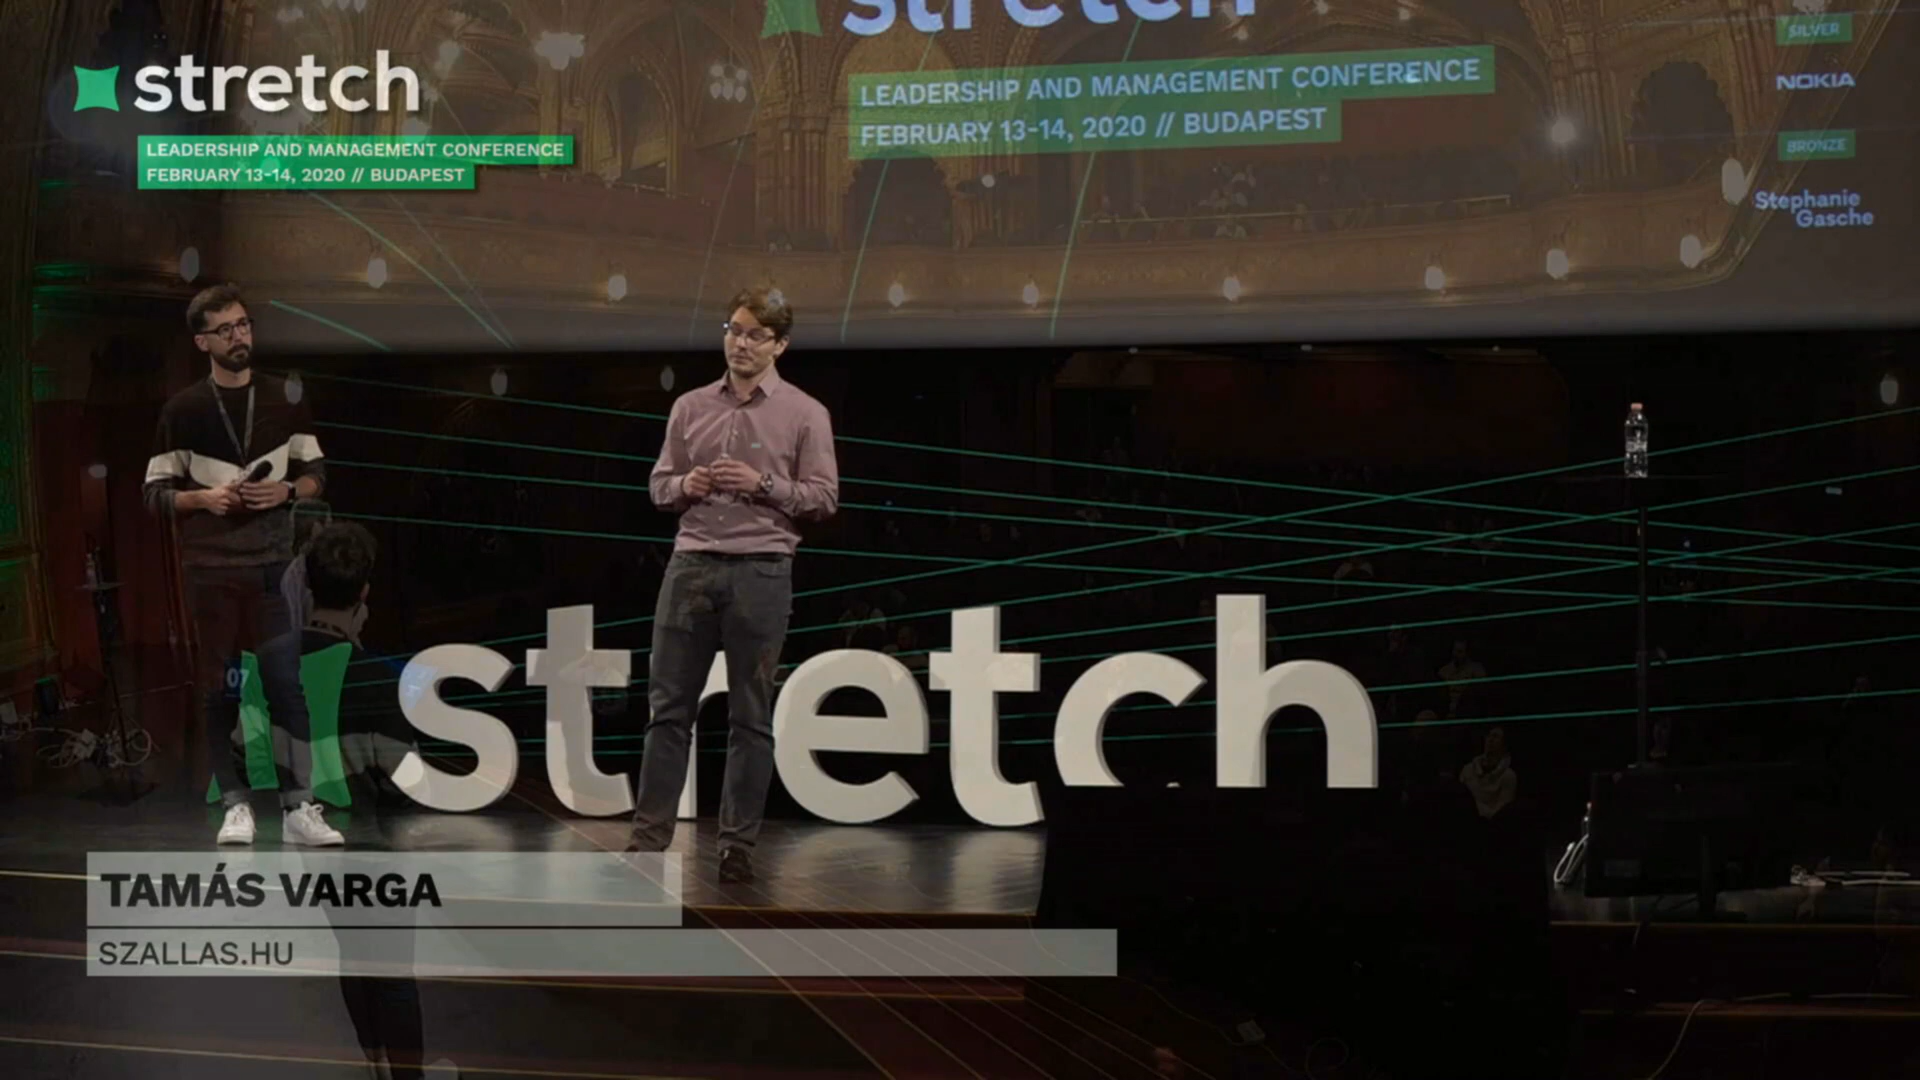 stretch
LEADERSHIP AND MANAGEMENT CONFERENCE
FEBRUARY 13-14, 2020 // BUDAPEST
stretch
LEADERSHIP AND MANAGEMENT CONFERENCE
FEBRUARY 13-14, 2020 // BUDAPEST
SILVER
NOKIA
BRONZE
Stephanie
Gasche
07
stretch
TAMÁS VARGA
SZALLAS.HU